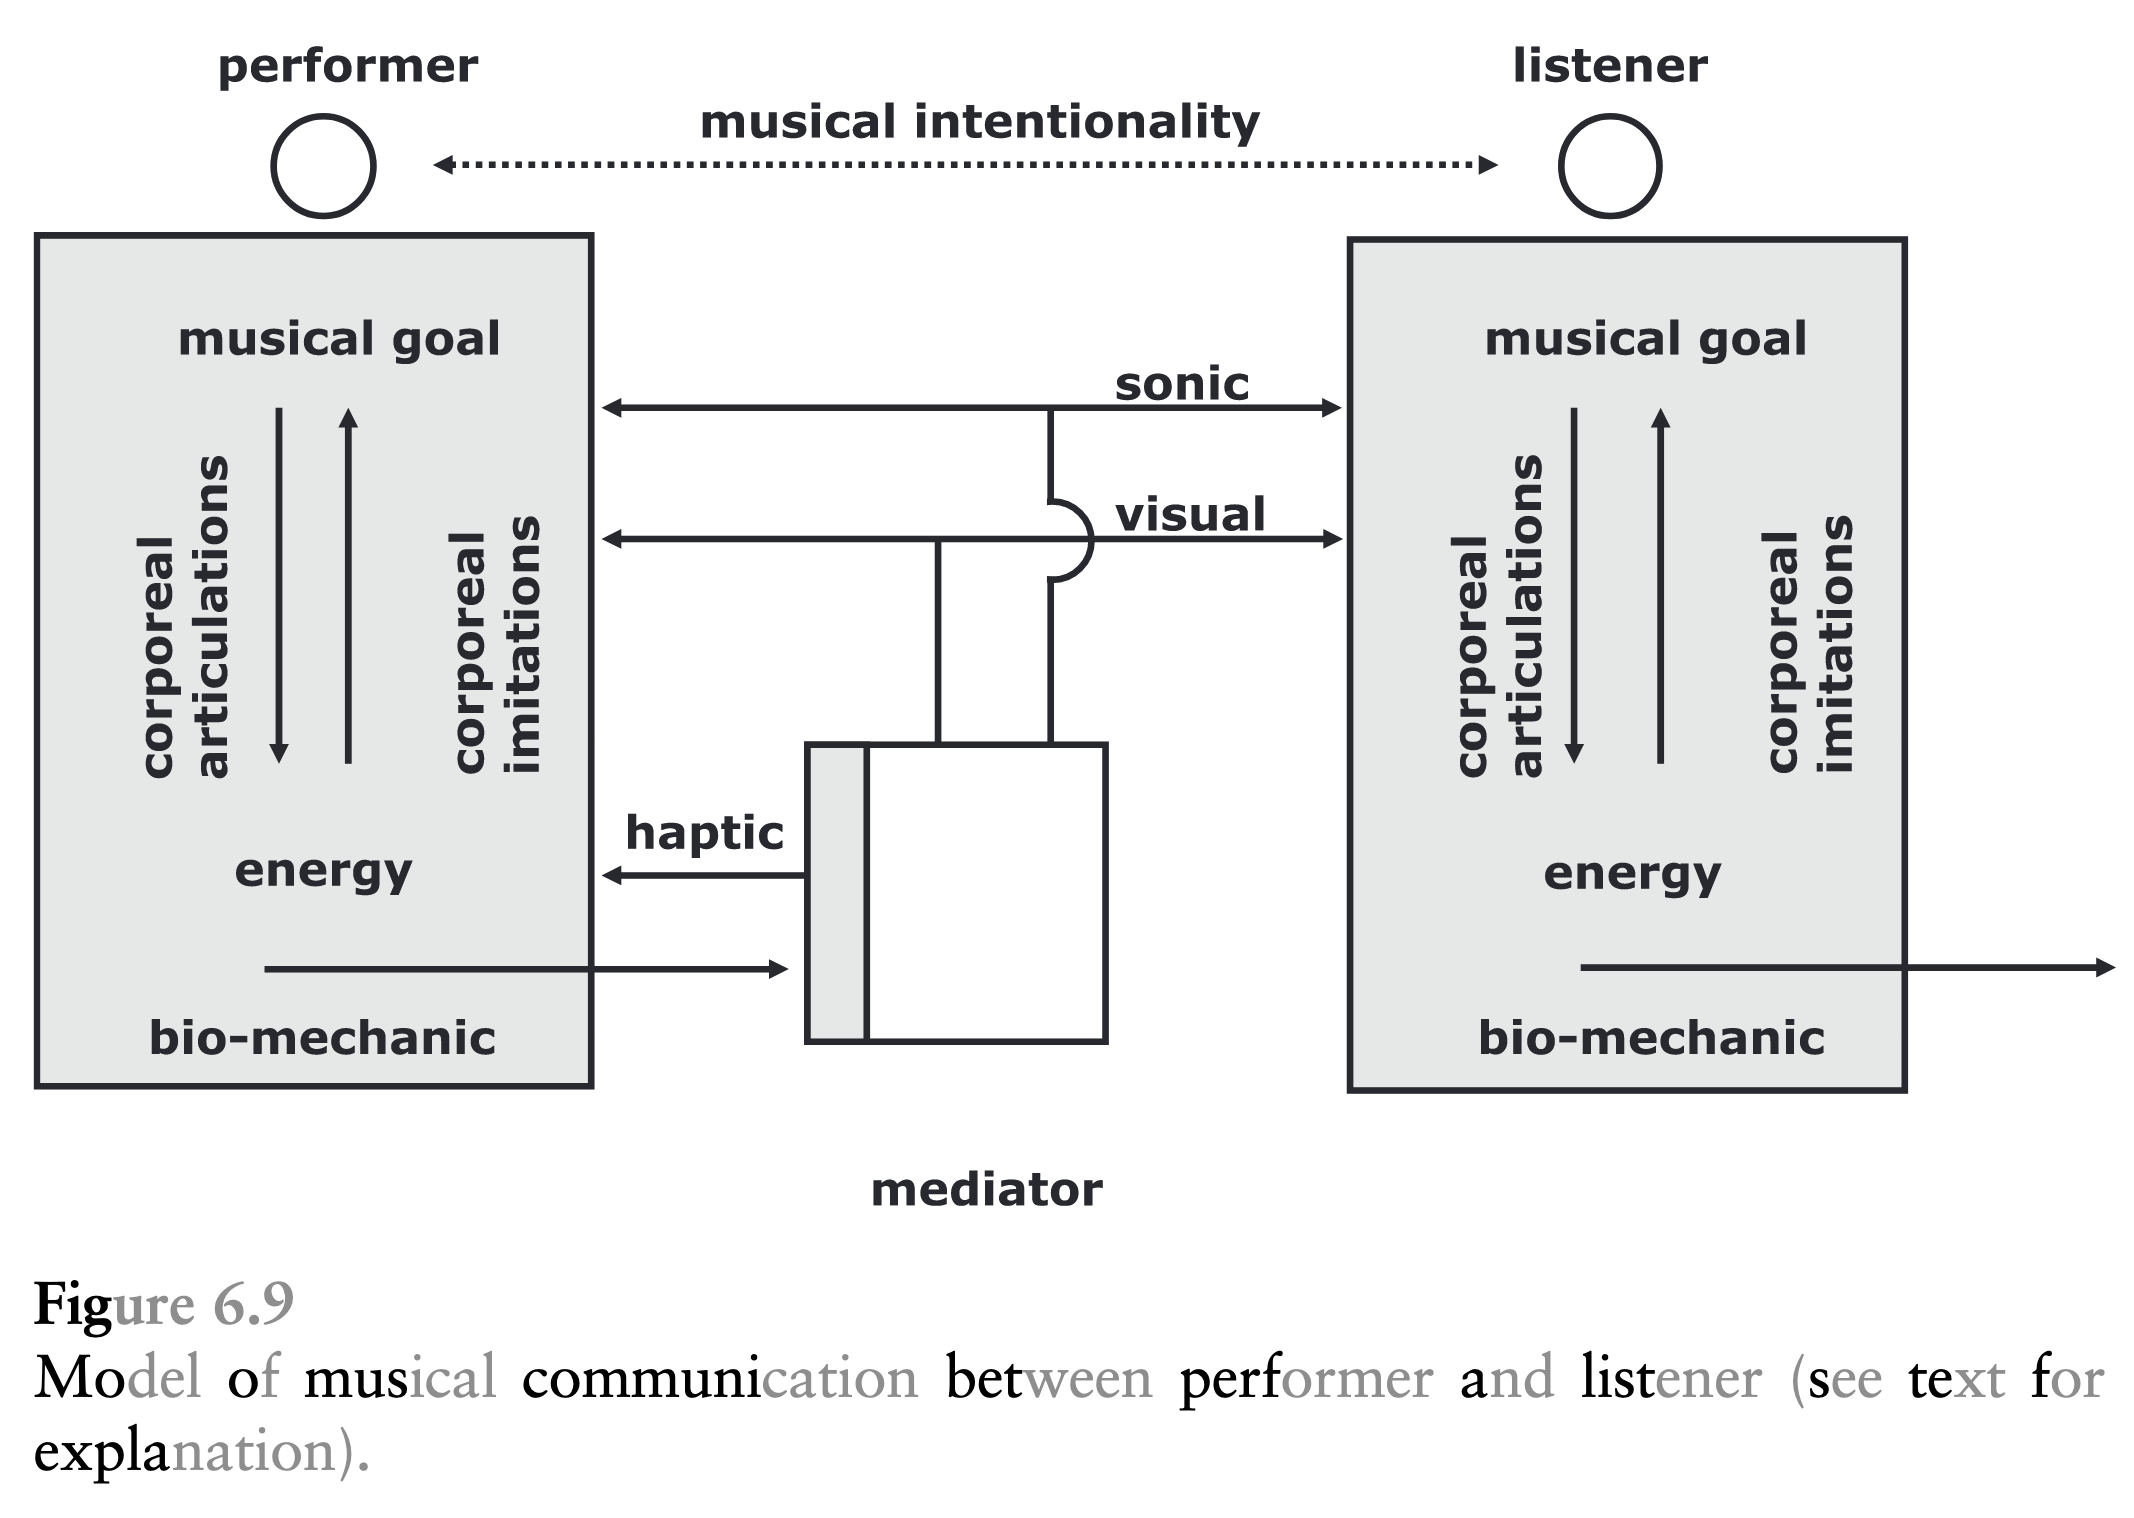 performer
listener
musical intentionality
musical goal
musical goal
sonic
visual
corporeal
articulations
corporeal
imitations
corporeal
articulations
corporeal
imitations
haptic
energy
energy
bio-mechanic
bio-mechanic
mediator
Figure 6.9
Model of musical communication between performer and listener (see text for
explanation).